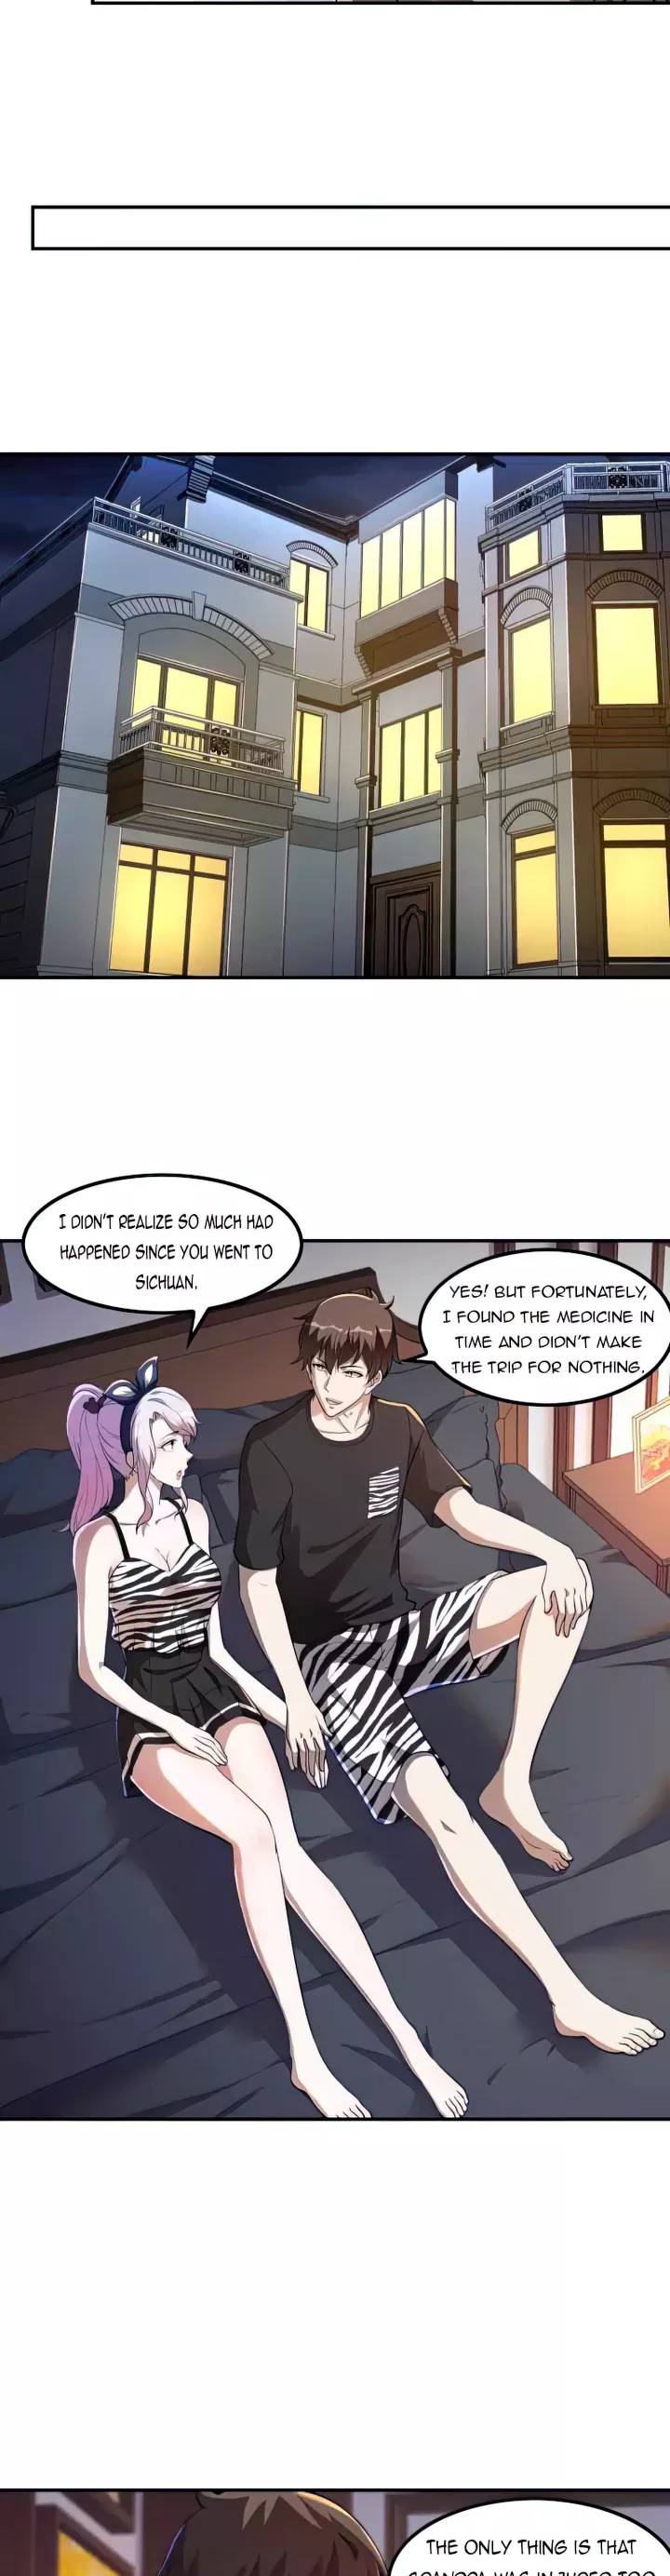 I DIDN'T REALIZE SO MUCH HAD
HAPPENED SINCE YOU WENT TO
SICHUAN.
YES! BUT FORTUNATELY,
I FOUND THE MEDICINE IN
TIME AND DIDN'T MAKE
THE TRIP FOR NOTHING.
THE ONLY THING IS THAT